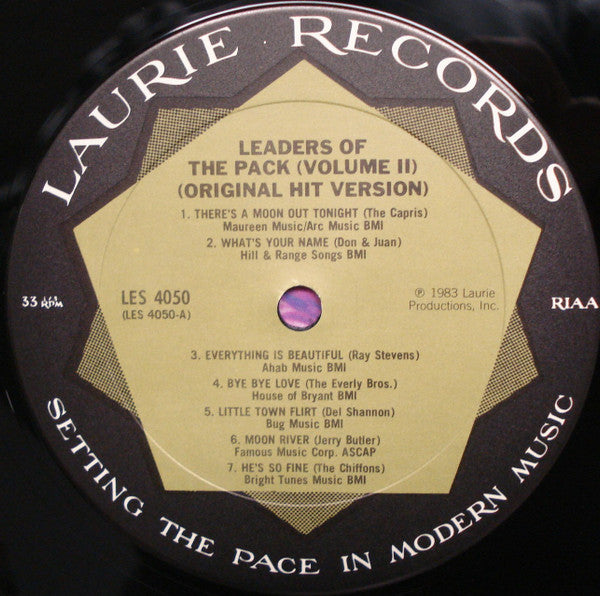 LAURIE RECORDS
LEADERS OF
THE PACK (VOLUME II)
(ORIGINAL HIT VERSION)
1. THERE'S A MOON OUT TONIGHT (The Capris)
Maureen Music/Arc Music BMI
2. WHAT'S YOUR NAME (Don & Juan)
Hill & Range Songs BMI
LES 4050
(LES 4050-A)
℗ 1983 Laurie
Productions, Inc.
33 ⅓ RPM
RIAA
3. EVERYTHING IS BEAUTIFUL (Ray Stevens)
Ahab Music BMI
4. BYE BYE LOVE (The Everly Bros.)
House of Bryant BMI
5. LITTLE TOWN FLIRT (Del Shannon)
Bug Music BMI
6. MOON RIVER (Jerry Butler)
Famous Music Corp. ASCAP
7. HE'S SO FINE (The Chiffons)
Bright Tunes Music BMI
SETTING THE PACE IN MODERN MUSIC